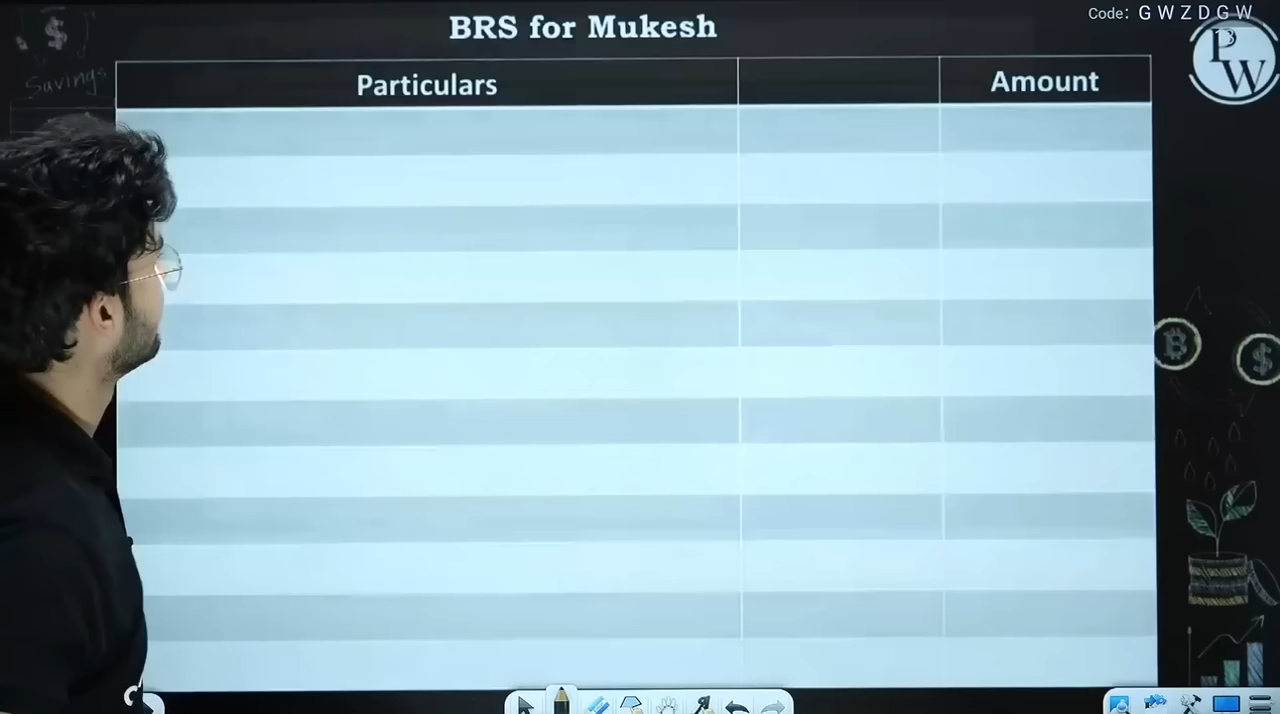 Code: G W Z D G W
BRS for Mukesh
Savings
P
W
Particulars
Amount